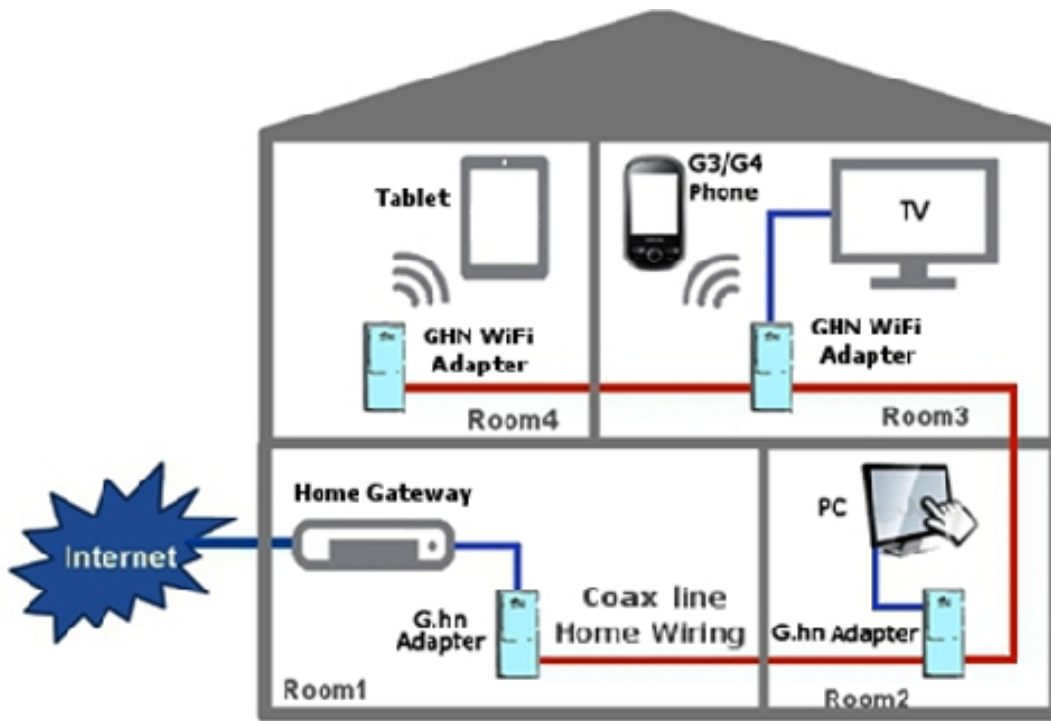 Tablet
G3/G4
Phone
TV
GHN WiFi
Adapter
GHN WiFi
Adapter
Room4
Room3
Home Gateway
PC
Internet
Coax line
Home Wiring
G.hn
Adapter
G.hn Adapter
Room1
Room2